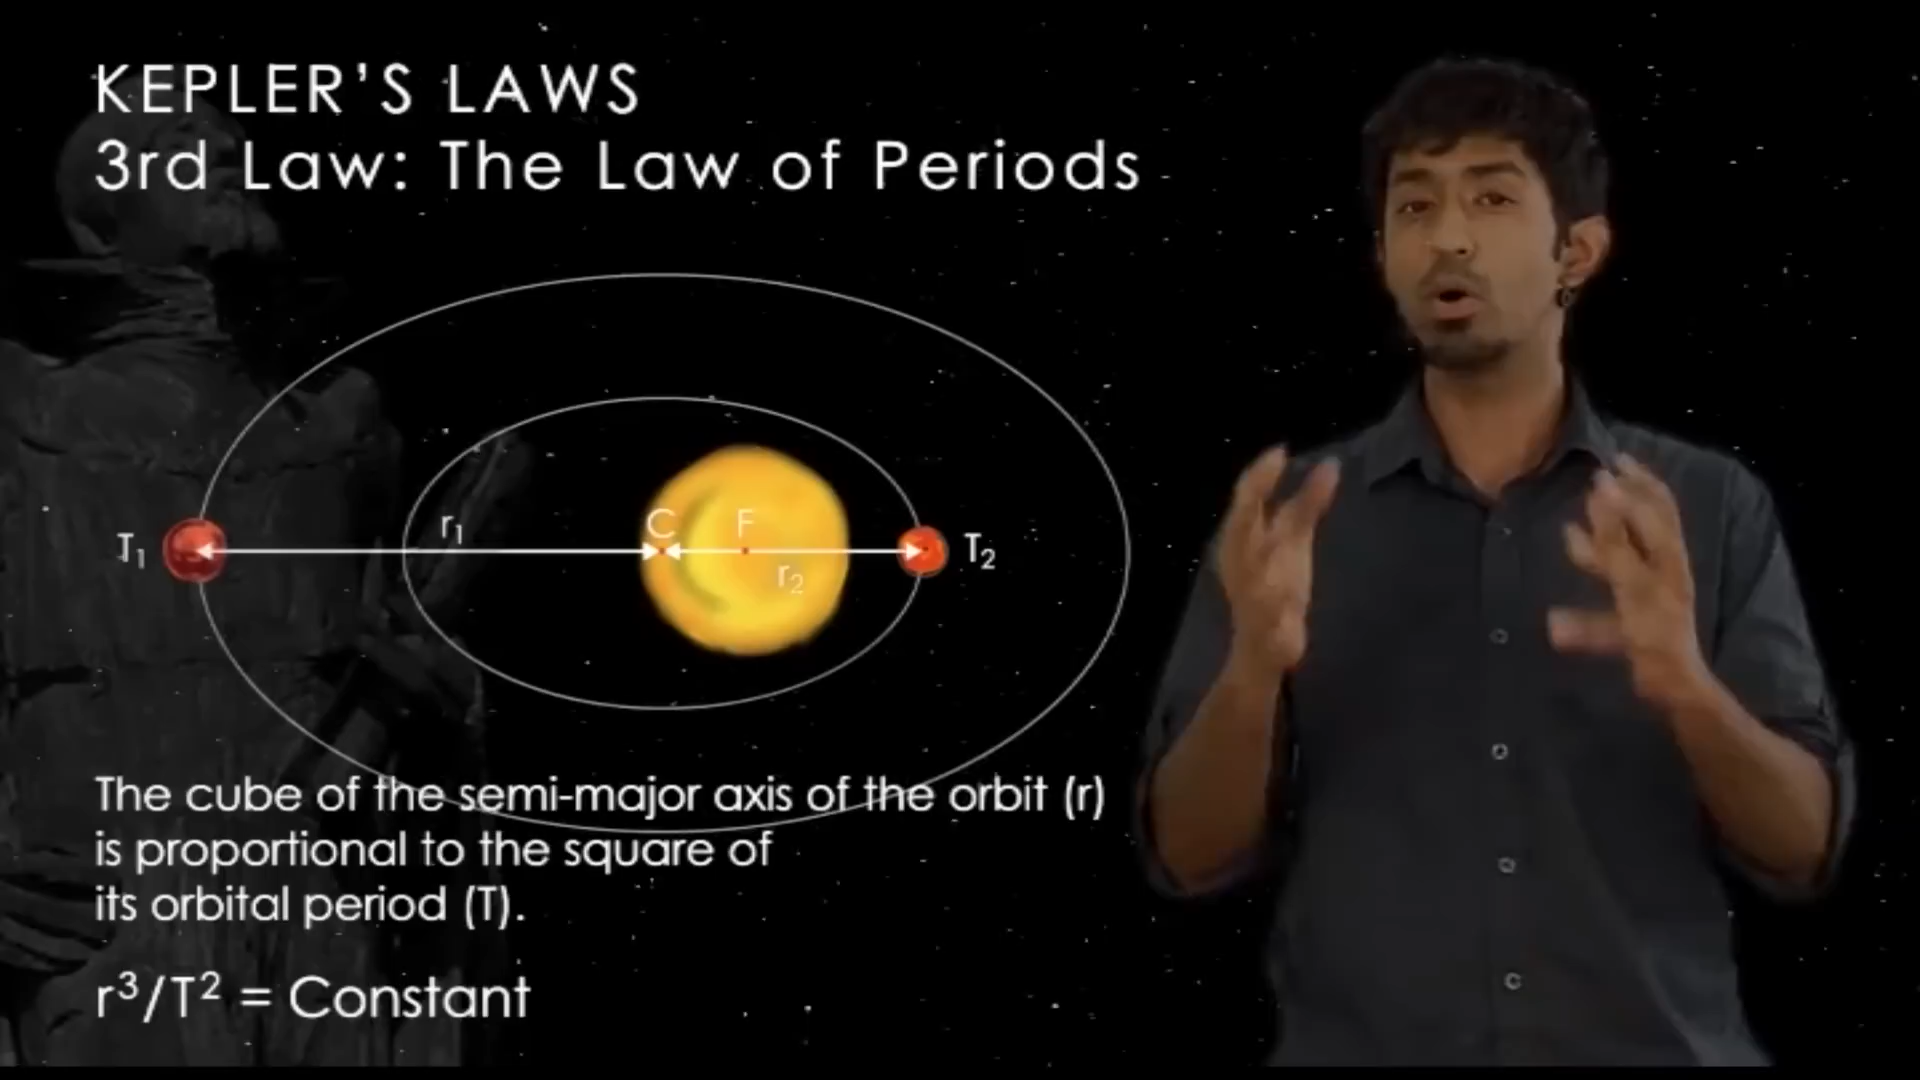 KEPLER'S LAWS
3rd Law: The Law of Periods
r₁
C
F
T₁
T₂
r₂
The cube of the semi-major axis of the orbit (r)
is proportional to the square of
its orbital period (T).
r³/T² = Constant